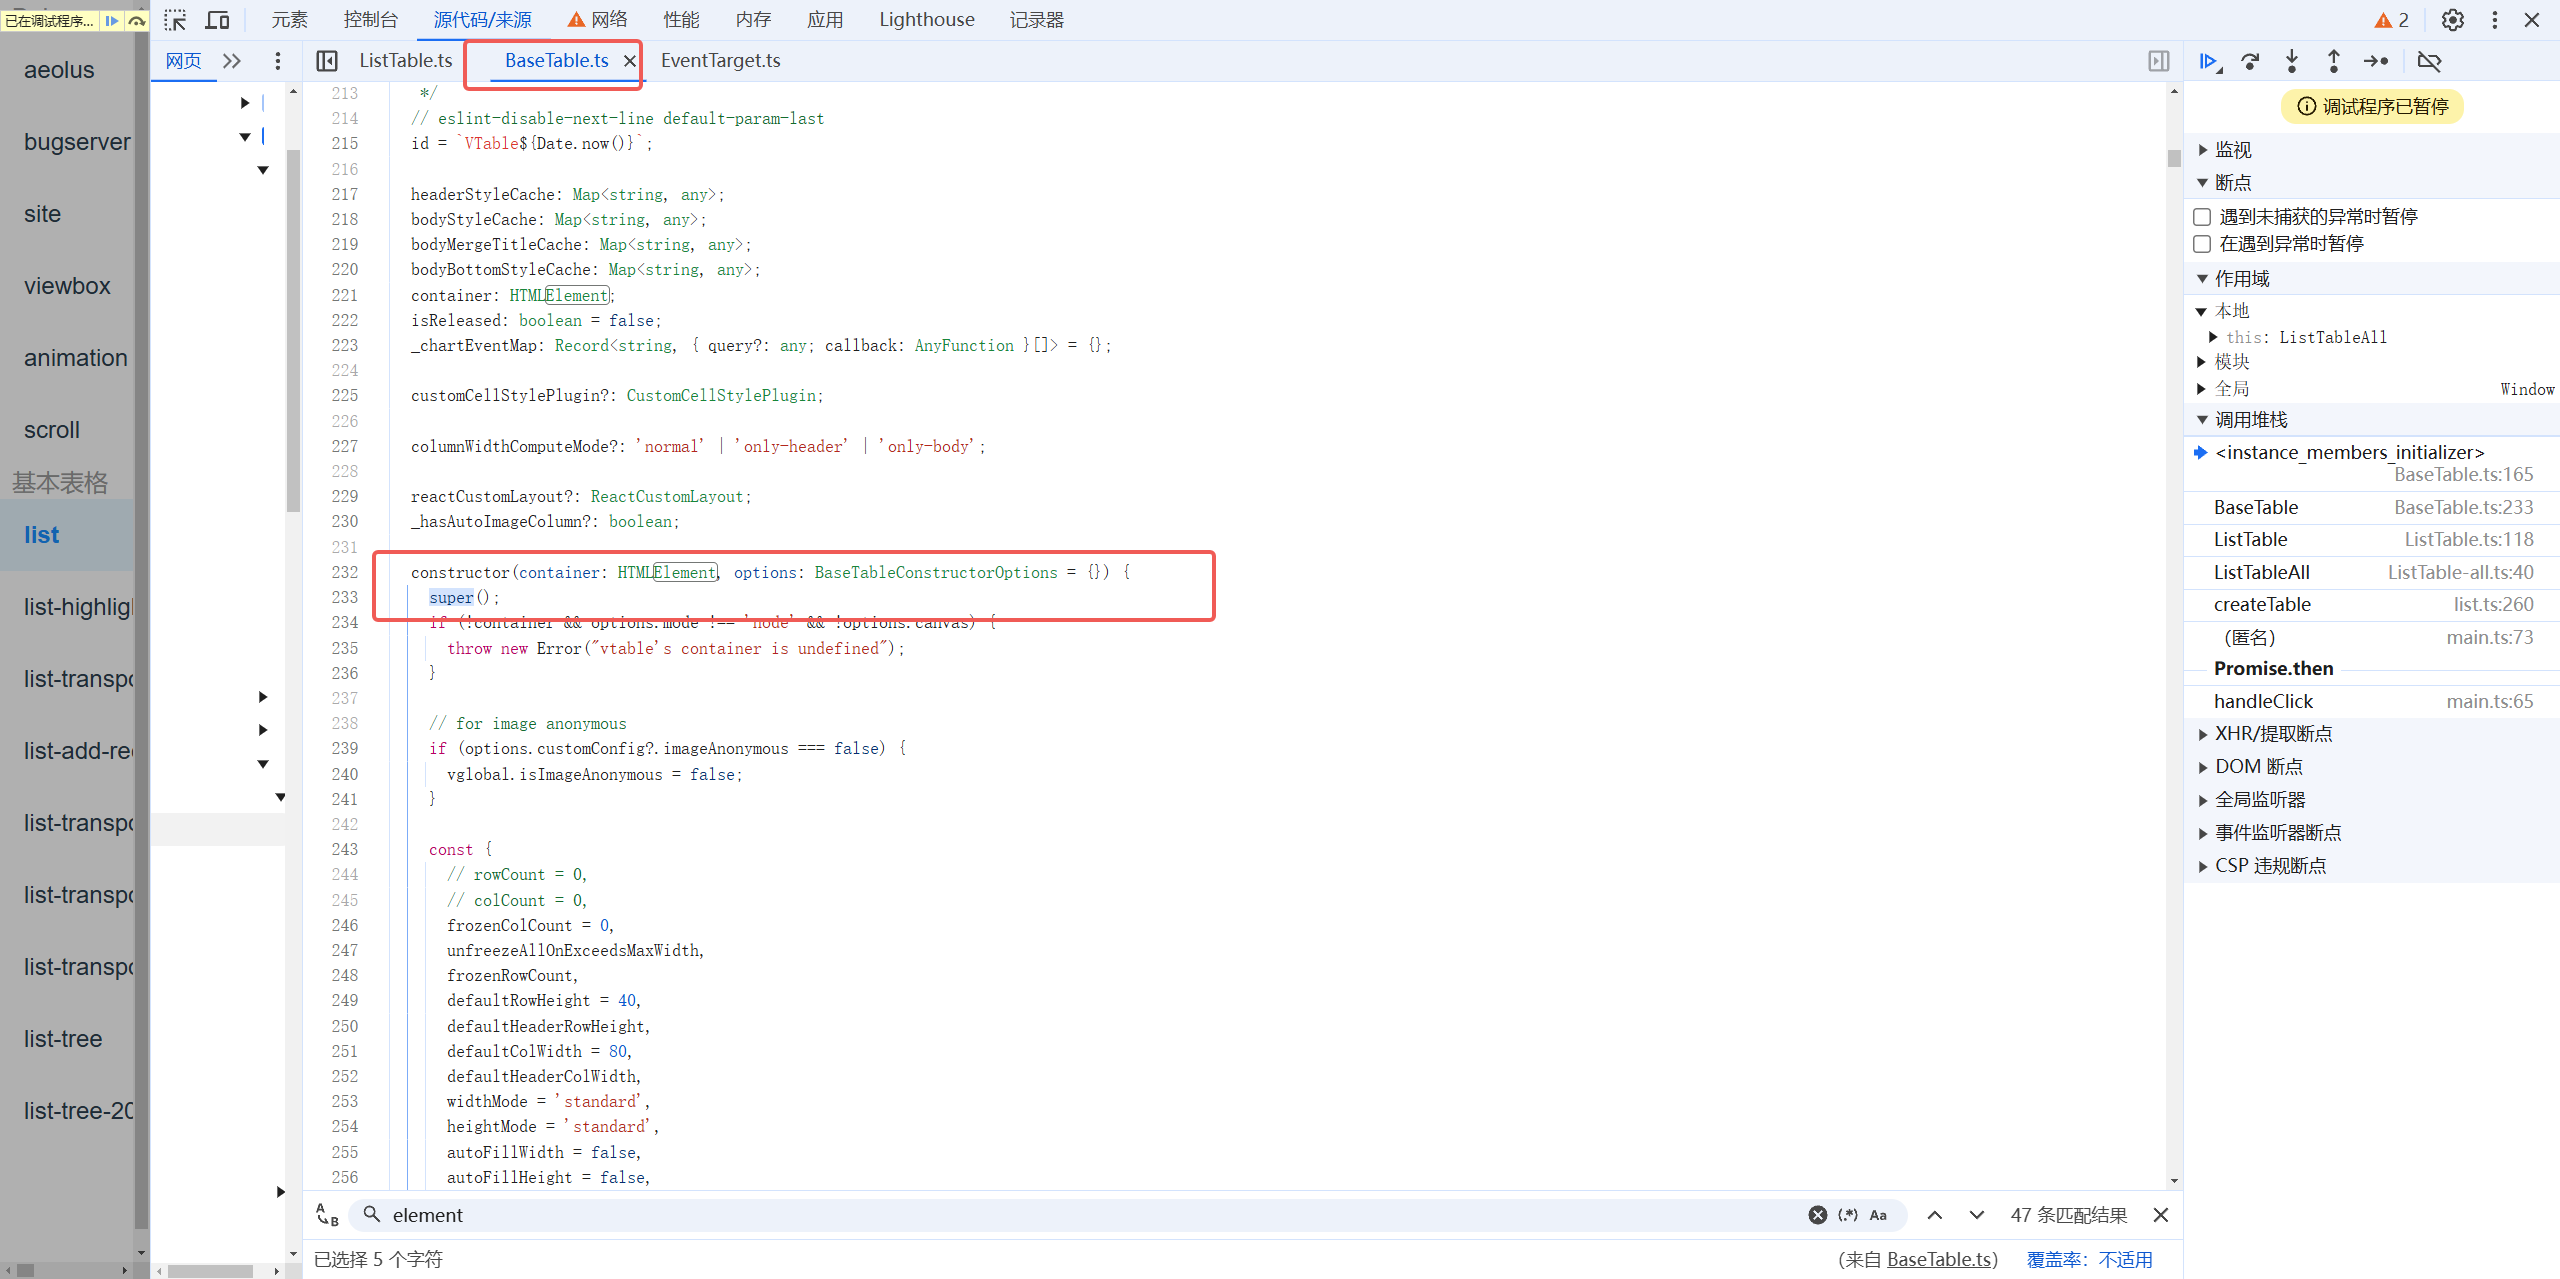 已在调试程序...
aeolus
bugserver
site
viewbox
animation
scroll
基本表格
list
list-highligh
list-transpo
list-add-rec
list-transpo
list-transpo
list-transpo
list-tree
list-tree-20
元素 控制台 源代码/来源 网络 性能 内存 应用 Lighthouse 记录器 2
网页 ListTable.ts BaseTable.ts EventTarget.ts
213 */
214 // eslint-disable-next-line default-param-last
215 id = `VTable${Date.now()}`;
216
217 headerStyleCache: Map<string, any>;
218 bodyStyleCache: Map<string, any>;
219 bodyMergeTitleCache: Map<string, any>;
220 bodyBottomStyleCache: Map<string, any>;
221 container: HTMLElement;
222 isReleased: boolean = false;
223 _chartEventMap: Record<string, { query?: any; callback: AnyFunction }[]> = {};
224
225 customCellStylePlugin?: CustomCellStylePlugin;
226
227 columnWidthComputeMode?: 'normal' | 'only-header' | 'only-body';
228
229 reactCustomLayout?: ReactCustomLayout;
230 _hasAutoImageColumn?: boolean;
231
232 constructor(container: HTMLElement, options: BaseTableConstructorOptions = {}) {
233 super();
234 if (!container && options.mode !== 'node' && !options.canvas) {
235 throw new Error("vtable's container is undefined");
236 }
237
238 // for image anonymous
239 if (options.customConfig?.imageAnonymous === false) {
240 vglobal.isImageAnonymous = false;
241 }
242
243 const {
244 // rowCount = 0,
245 // colCount = 0,
246 frozenColCount = 0,
247 unfreezeAllOnExceedsMaxWidth,
248 frozenRowCount,
249 defaultRowHeight = 40,
250 defaultHeaderRowHeight,
251 defaultColWidth = 80,
252 defaultHeaderColWidth,
253 widthMode = 'standard',
254 heightMode = 'standard',
255 autoFillWidth = false,
256 autoFillHeight = false,
element (.*) Aa 47 条匹配结果
已选择 5 个字符 (来自 BaseTable.ts) 覆盖率：不适用
调试程序已暂停
监视
断点
遇到未捕获的异常时暂停
在遇到异常时暂停
作用域
本地
this: ListTableAll
模块
全局 Window
调用堆栈
<instance_members_initializer>
BaseTable.ts:165
BaseTable BaseTable.ts:233
ListTable ListTable.ts:118
ListTableAll ListTable-all.ts:40
createTable list.ts:260
（匿名） main.ts:73
Promise.then
handleClick main.ts:65
XHR/提取断点
DOM 断点
全局监听器
事件监听器断点
CSP 违规断点